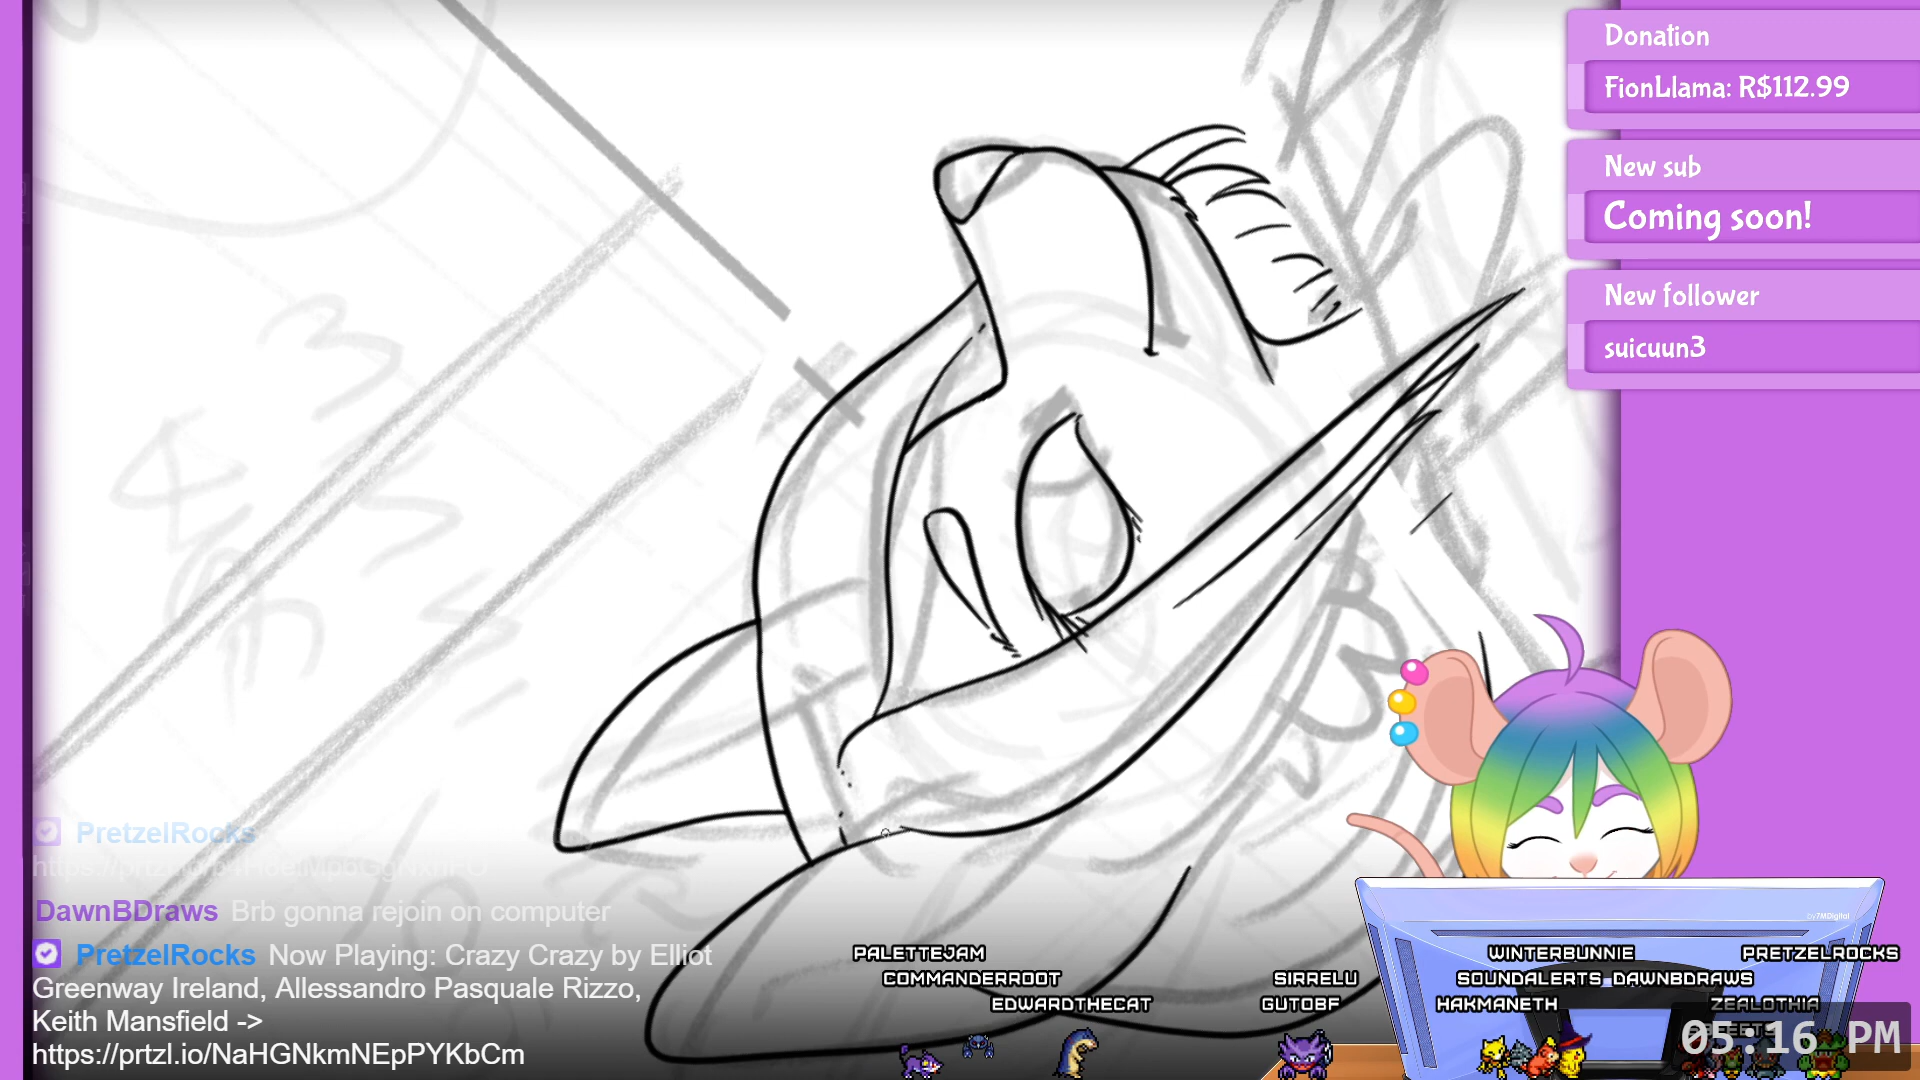 Donation
FionLlama: R$112.99
New sub
Coming soon!
New follower
suicuun3
PretzelRocks
DawnBDraws Brb gonna rejoin on computer
PretzelRocks Now Playing: Crazy Crazy by Elliot
Greenway Ireland, Allessandro Pasquale Rizzo,
Keith Mansfield ->
https://prtzl.io/NaHGNkmNEpPYKbCm
PALETTEJAM
COMMANDERROOT
EDWARDTHECAT
SIRRELU
GUTOBF
WINTERBUNNIE
PRETZELROCKS
SOUNDALERTS
DAWNBDRAWS
HAKMANETH
ZEALOTHIA
by7MDigital
05:16 PM